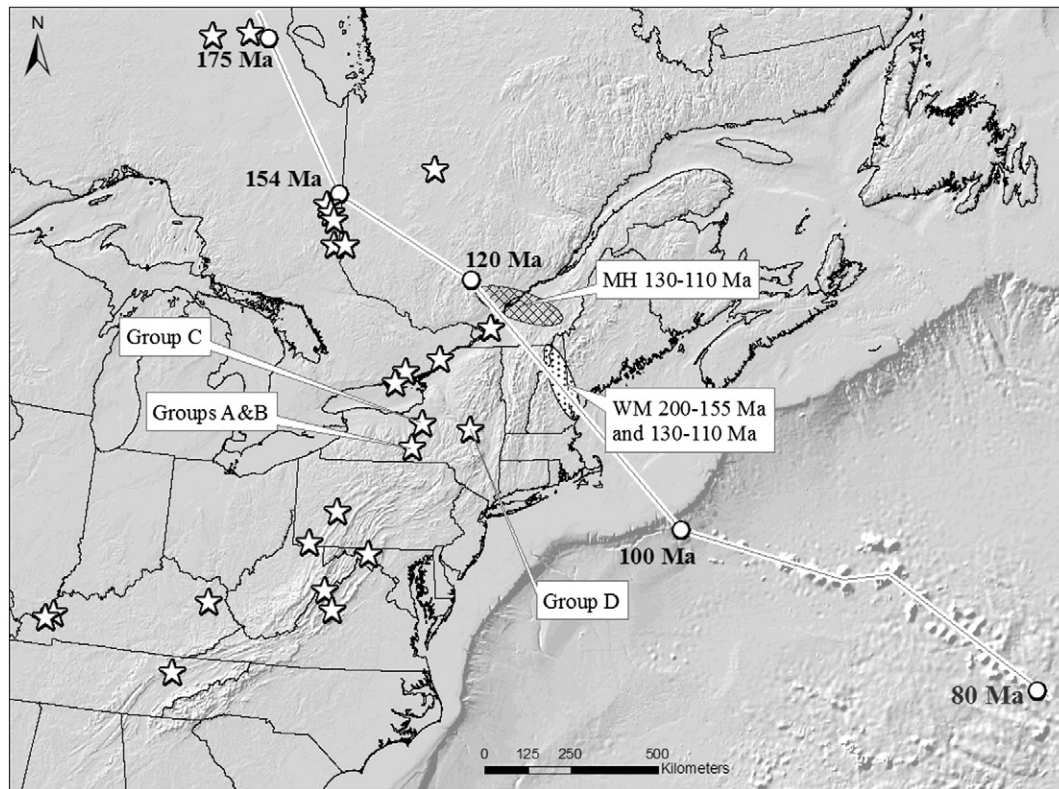 N
175 Ma
154 Ma
120 Ma
MH 130-110 Ma
Group C
Groups A&B
WM 200-155 Ma
and 130-110 Ma
100 Ma
Group D
80 Ma
0 125 250 500
Kilometers